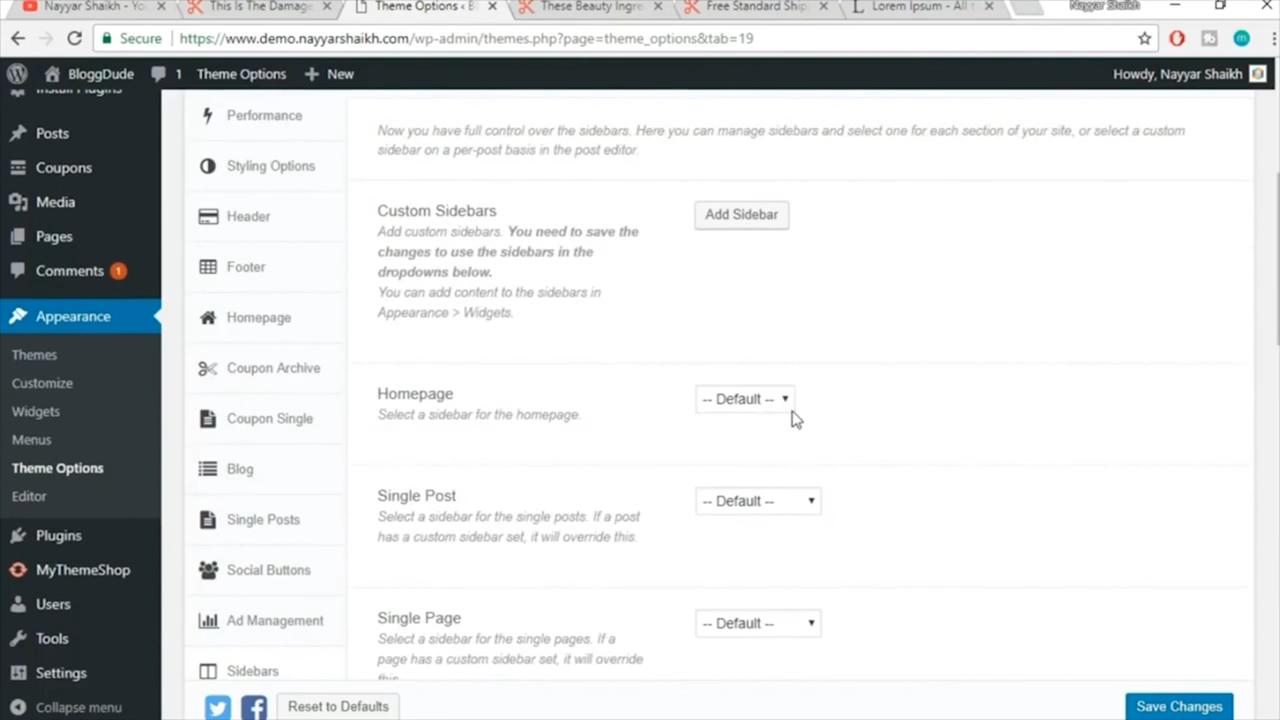 Nayyar Shaikh - Yo
This Is The Damage
Theme Options ‹ Bl
These Beauty Ingre
Free Standard Ship
Lorem Ipsum - All t
Nayyar Shaikh
Secure
https://www.demo.nayyarshaikh.com/wp-admin/themes.php?page=theme_options&tab=19
BloggDude
1
Theme Options
New
Howdy, Nayyar Shaikh
Install Plugins
Posts
Coupons
Media
Pages
Comments 1
Appearance
Themes
Customize
Widgets
Menus
Theme Options
Editor
Plugins
MyThemeShop
Users
Tools
Settings
Collapse menu
Performance
Styling Options
Header
Footer
Homepage
Coupon Archive
Coupon Single
Blog
Single Posts
Social Buttons
Ad Management
Sidebars
Now you have full control over the sidebars. Here you can manage sidebars and select one for each section of your site, or select a custom
sidebar on a per-post basis in the post editor.
Custom Sidebars
Add custom sidebars. You need to save the
changes to use the sidebars in the
dropdowns below.
You can add content to the sidebars in
Appearance > Widgets.
Add Sidebar
Homepage
Select a sidebar for the homepage.
-- Default --
Single Post
Select a sidebar for the single posts. If a post
has a custom sidebar set, it will override this.
-- Default --
Single Page
Select a sidebar for the single pages. If a
page has a custom sidebar set, it will override
this.
-- Default --
Reset to Defaults
Save Changes